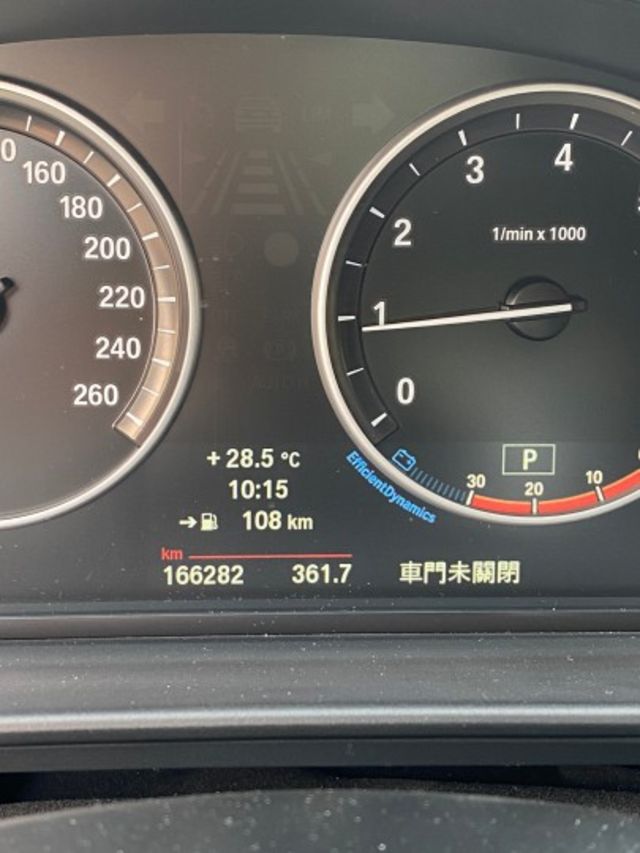 160
180
200
220
240
260
0
1
2
3
4
1/min x 1000
P
EfficientDynamics
30
20
10
+ 28.5 °C
10:15
108 km
km
166282 361.7 車門未關閉